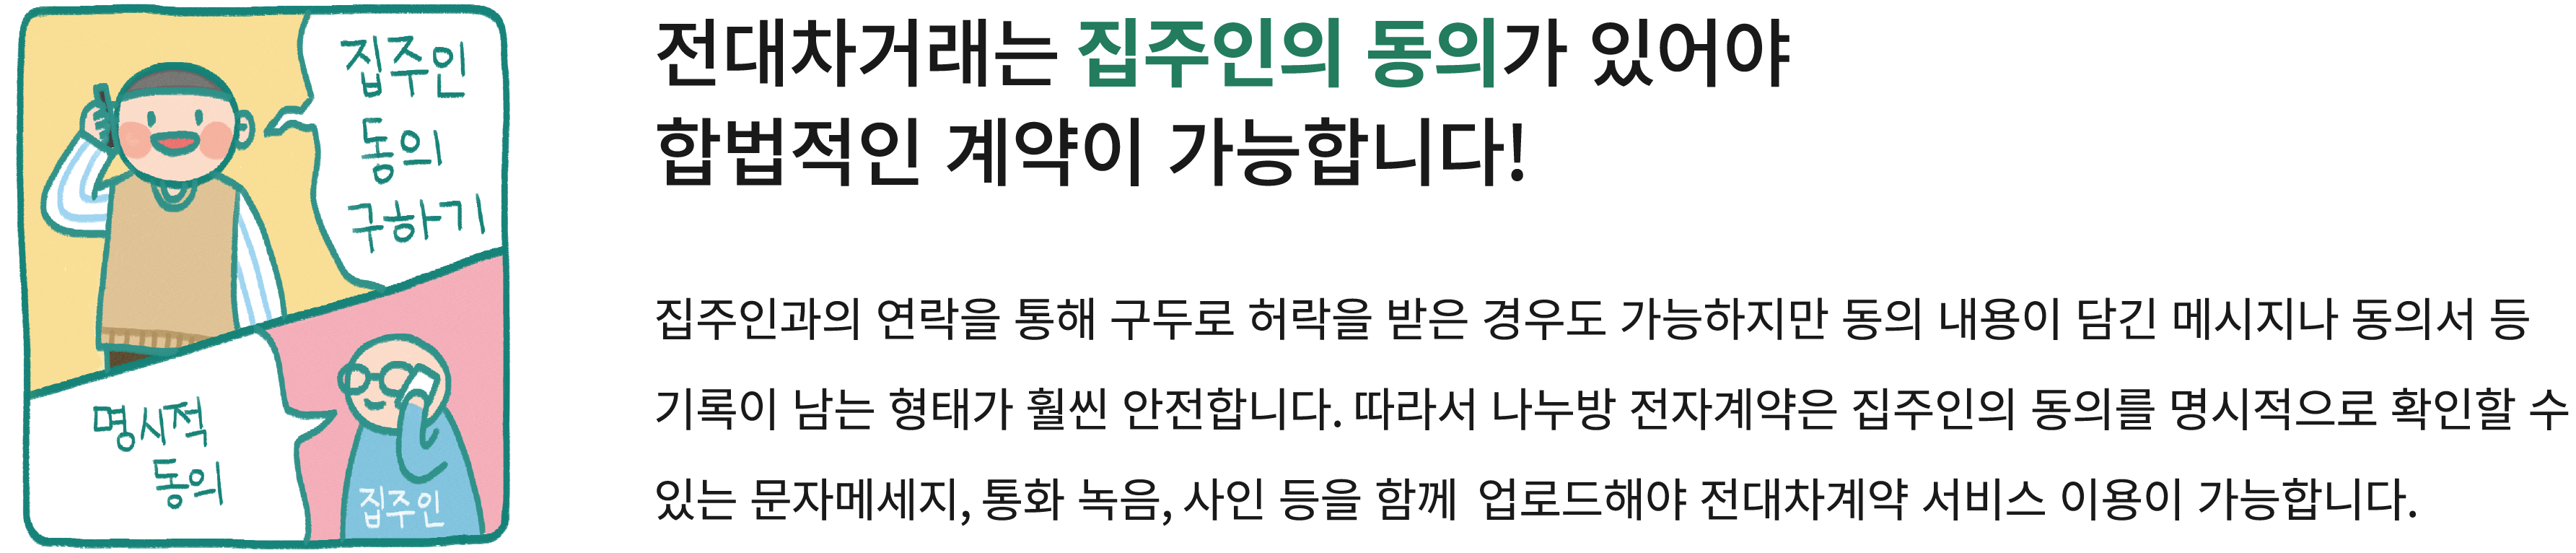 집주인
동의
구하기
명시적
동의
집주인
전대차거래는 집주인의 동의가 있어야
합법적인 계약이 가능합니다!
집주인과의 연락을 통해 구두로 허락을 받은 경우도 가능하지만 동의 내용이 담긴 메시지나 동의서 등
기록이 남는 형태가 훨씬 안전합니다. 따라서 나누방 전자계약은 집주인의 동의를 명시적으로 확인할 수
있는 문자메세지, 통화 녹음, 사인 등을 함께 업로드해야 전대차계약 서비스 이용이 가능합니다.